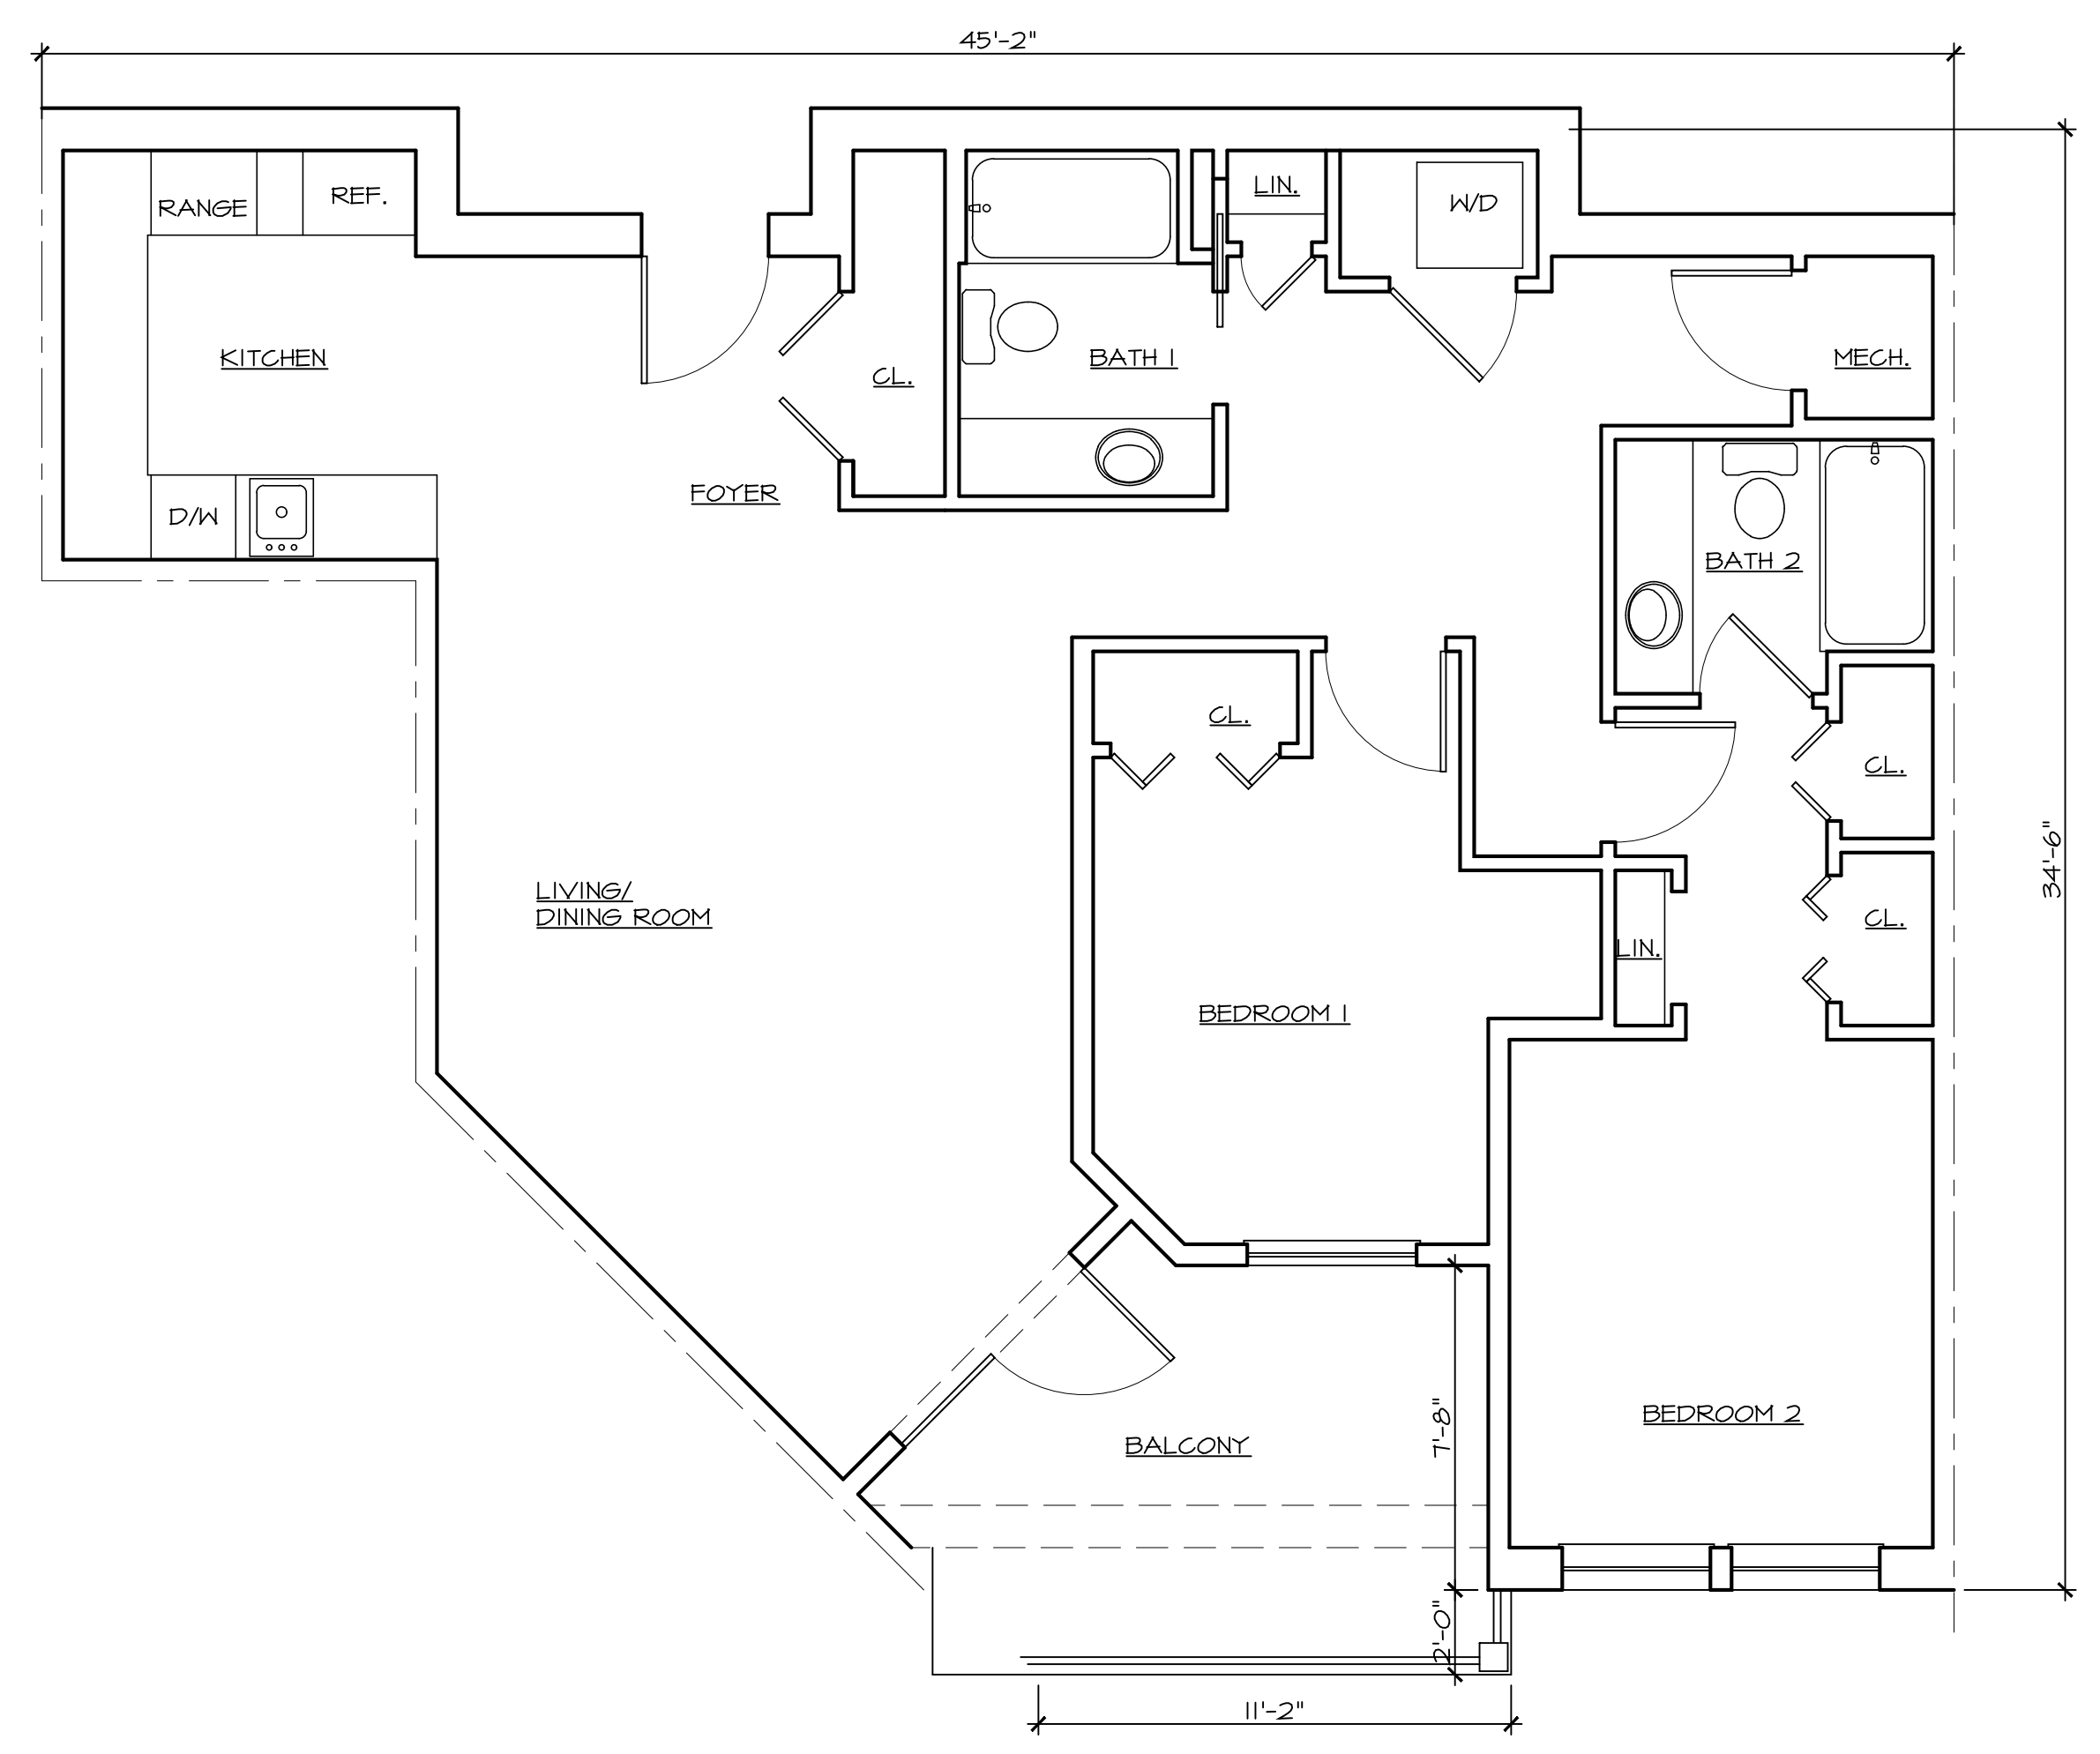 45'-2"
RANGE
REF.
LIN.
W/D
KITCHEN
CL.
BATH 1
MECH.
FOYER
D/W
BATH 2
CL.
CL.
34'-6"
LIVING/
DINING ROOM
CL.
LIN.
BEDROOM 1
BEDROOM 2
7'-8"
BALCONY
2'-0"
11'-2"